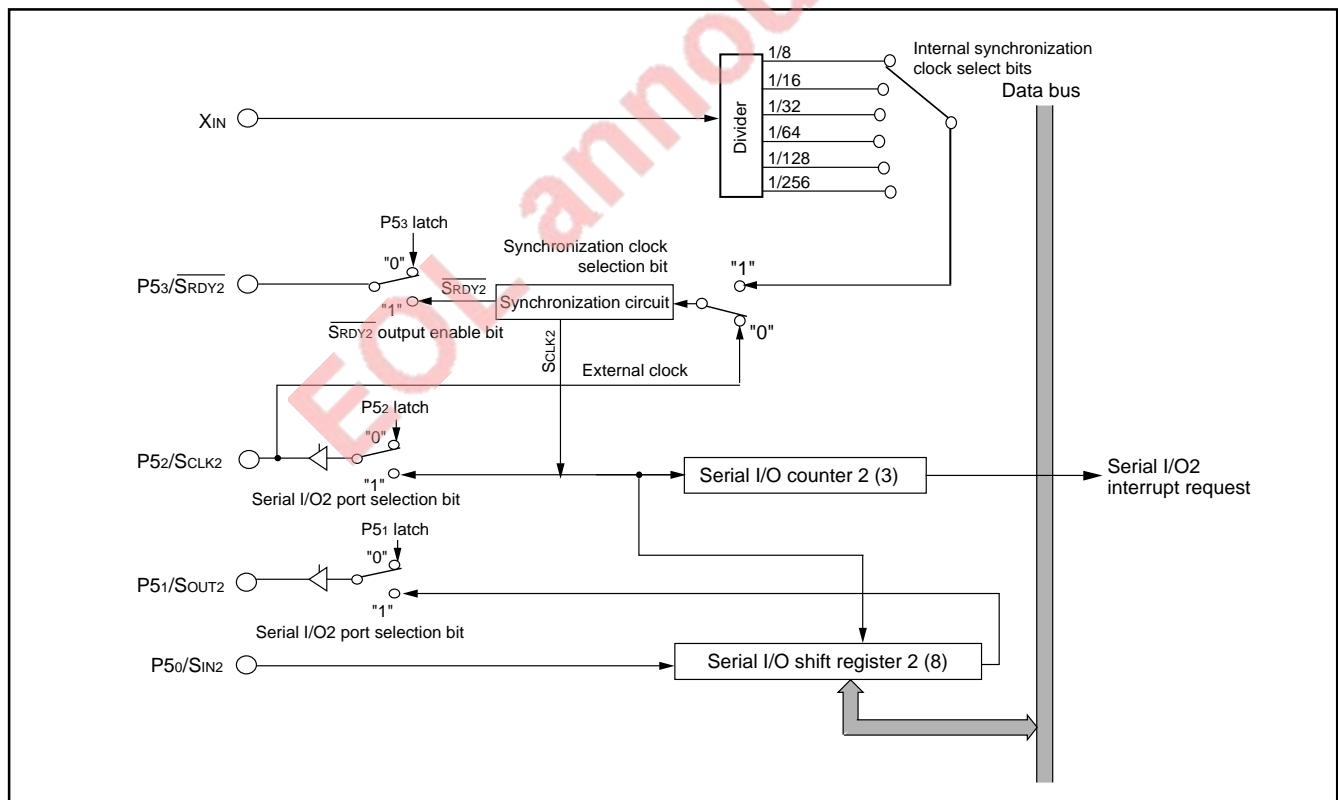 EOL annou
1/8
1/16
1/32
1/64
1/128
1/256
Internal synchronization
clock select bits
Data bus
XIN
Divider
P53 latch
"0"
P53/SRDY2
"1"
SRDY2
SRDY2 output enable bit
Synchronization clock
selection bit
Synchronization circuit
"1"
"0"
SCLK2
External clock
P52 latch
"0"
P52/SCLK2
"1"
Serial I/O2 port selection bit
Serial I/O counter 2 (3)
Serial I/O2
interrupt request
P51 latch
"0"
P51/SOUT2
"1"
Serial I/O2 port selection bit
P50/SIN2
Serial I/O shift register 2 (8)